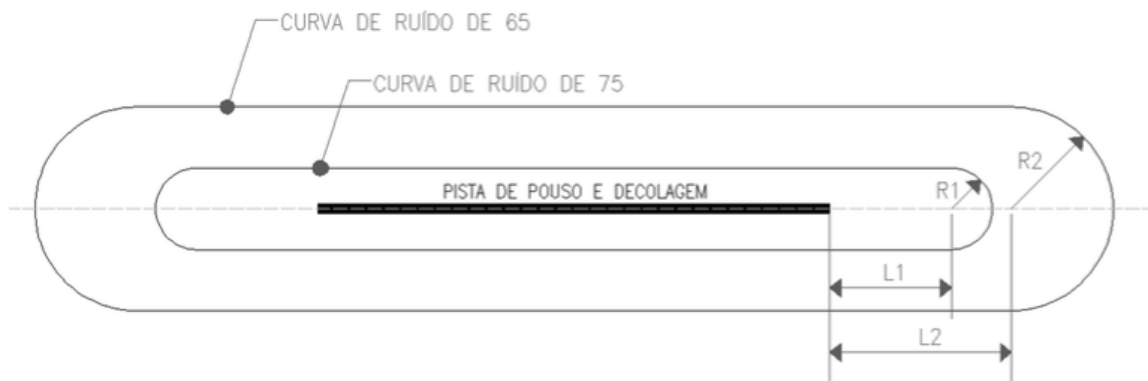 CURVA DE RUÍDO DE 65
CURVA DE RUÍDO DE 75
R2
PISTA DE POUSO E DECOLAGEM
R1
L1
L2